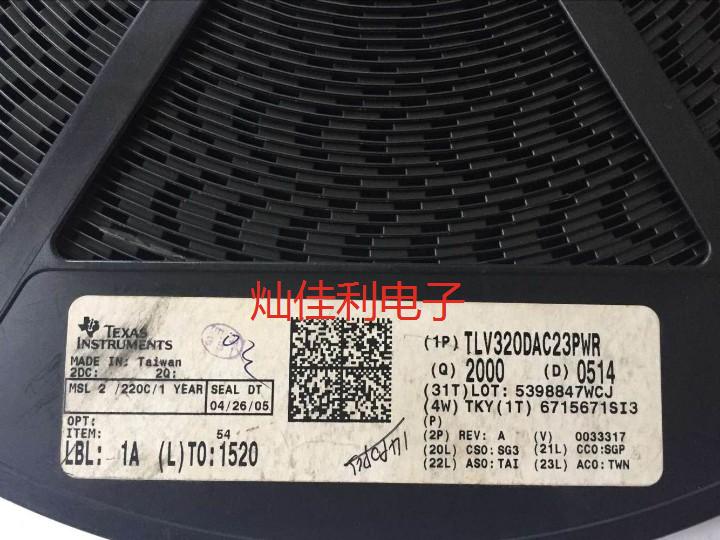 灿佳利电子
TEXAS INSTRUMENTS
MADE IN: Taiwan
2DC: 2Q:
MSL 2 /220C/1 YEAR
SEAL DT
04/26/05
OPT:
ITEM: 54
LBL: 1A (L)TO:1520
(1P) TLV320DAC23PWR
(Q) 2000 (D) 0514
(31T)LOT: 5398847WCJ
(4W) TKY(1T) 6715671SI3
(P)
(2P) REV: A (V) 0033317
(20L) CSO:SG3 (21L) CCO:SGP
(22L) ASO:TAI (23L) ACO:TWN